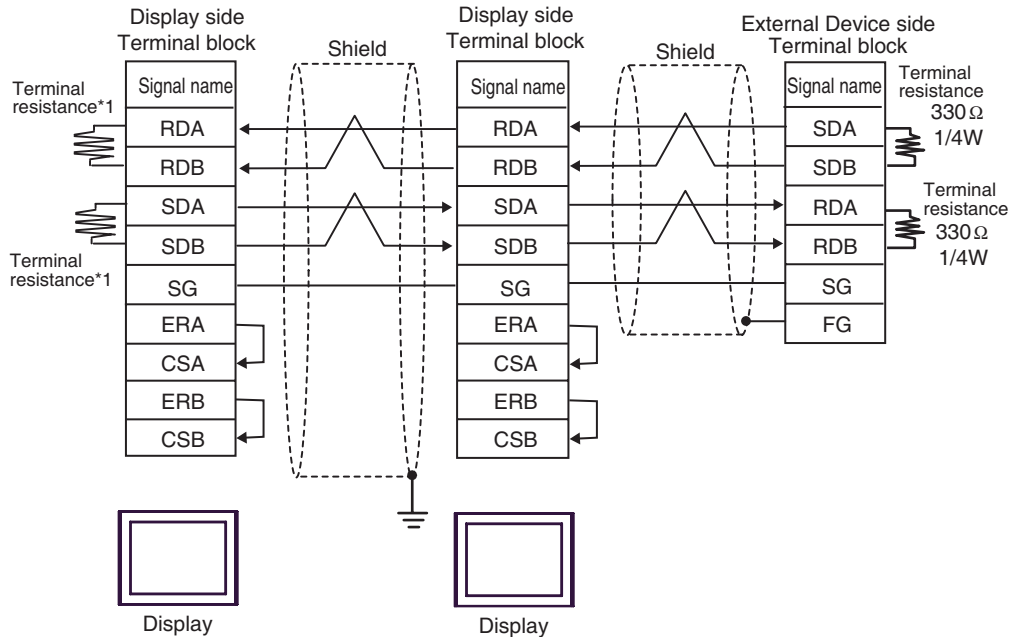 Display side
Terminal block
Display side
Terminal block
External Device side
Terminal block
Shield
Shield
Terminal
resistance*1
Terminal
resistance*1
Signal name
RDA
RDB
SDA
SDB
SG
ERA
CSA
ERB
CSB
Signal name
RDA
RDB
SDA
SDB
SG
ERA
CSA
ERB
CSB
Signal name
SDA
SDB
RDA
RDB
SG
FG
Terminal
resistance
330 Ω
1/4W
Terminal
resistance
330 Ω
1/4W
Display
Display